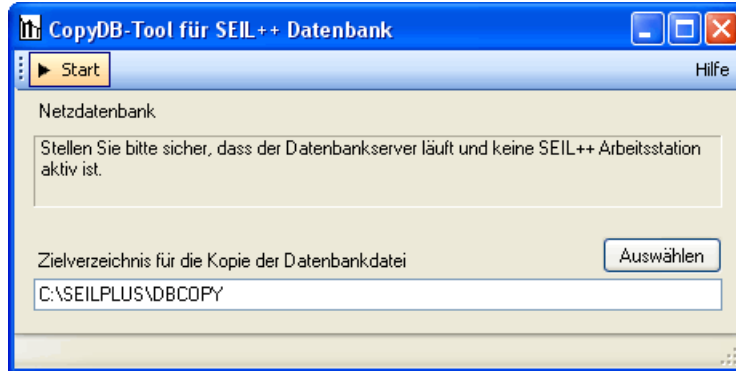 CopyDB-Tool für SEIL++ Datenbank
Start
Hilfe
Netzdatenbank
Stellen Sie bitte sicher, dass der Datenbankserver läuft und keine SEIL++ Arbeitsstation
aktiv ist.
Zielverzeichnis für die Kopie der Datenbankdatei
Auswählen
C:\SEILPLUS\DBCOPY